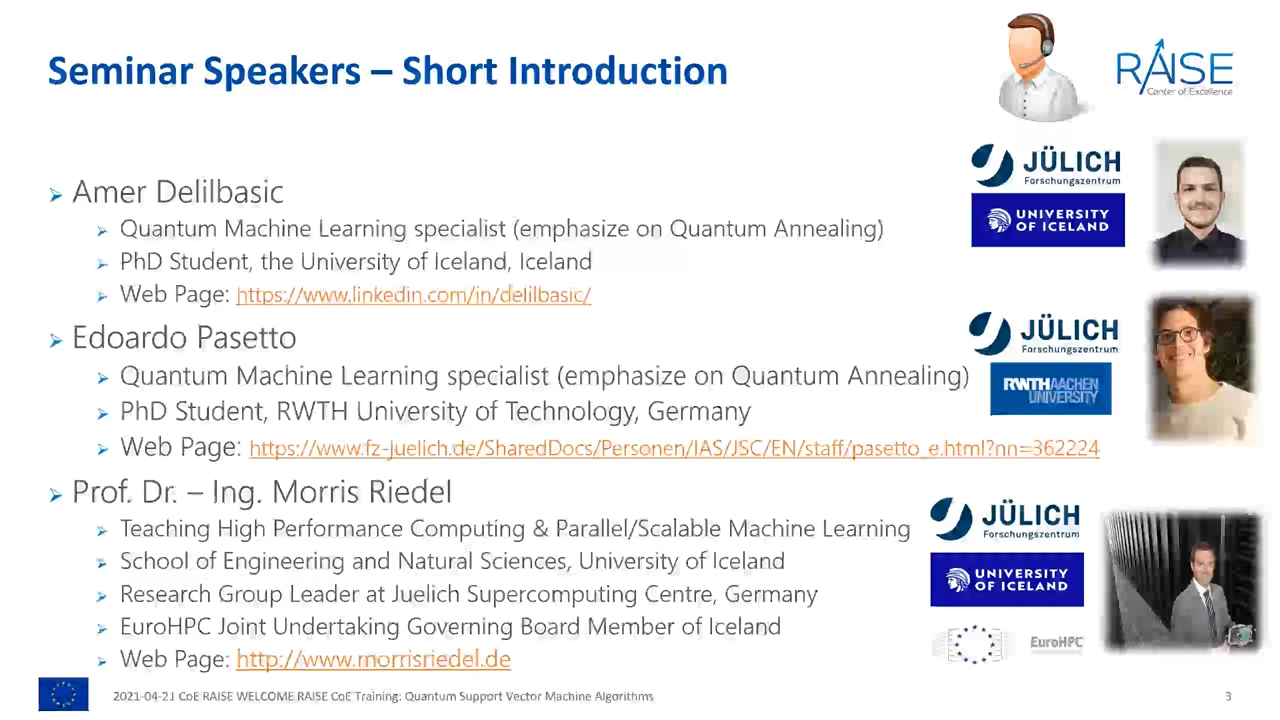 Seminar Speakers – Short Introduction
RAISE
Center of Excellence
Amer Delilbasic
Quantum Machine Learning specialist (emphasize on Quantum Annealing)
PhD Student, the University of Iceland, Iceland
Web Page: https://www.linkedin.com/in/delilbasic/
JÜLICH
Forschungszentrum
UNIVERSITY
OF ICELAND
Edoardo Pasetto
Quantum Machine Learning specialist (emphasize on Quantum Annealing)
PhD Student, RWTH University of Technology, Germany
Web Page: https://www.fz-juelich.de/SharedDocs/Personen/IAS/JSC/EN/staff/pasetto_e.html?nn=362224
JÜLICH
Forschungszentrum
RWTH AACHEN
UNIVERSITY
Prof. Dr. – Ing. Morris Riedel
Teaching High Performance Computing & Parallel/Scalable Machine Learning
School of Engineering and Natural Sciences, University of Iceland
Research Group Leader at Juelich Supercomputing Centre, Germany
EuroHPC Joint Undertaking Governing Board Member of Iceland
Web Page: http://www.morrisriedel.de
JÜLICH
Forschungszentrum
UNIVERSITY
OF ICELAND
EuroHPC
2021-04-21 CoE RAISE WELCOME RAISE CoE Training: Quantum Support Vector Machine Algorithms
3